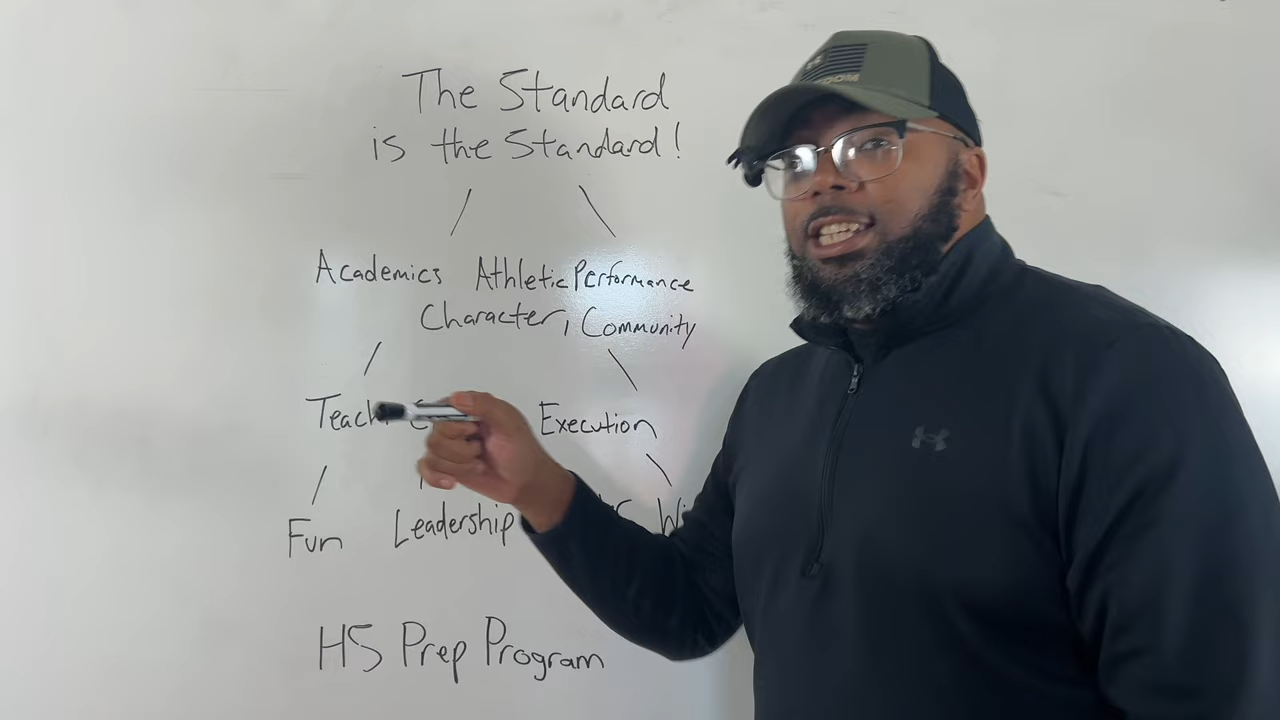 The Standard
is the Standard!
Academics Athletic Performance
Character, Community
Execution
Fun Leadership
HS Prep Program